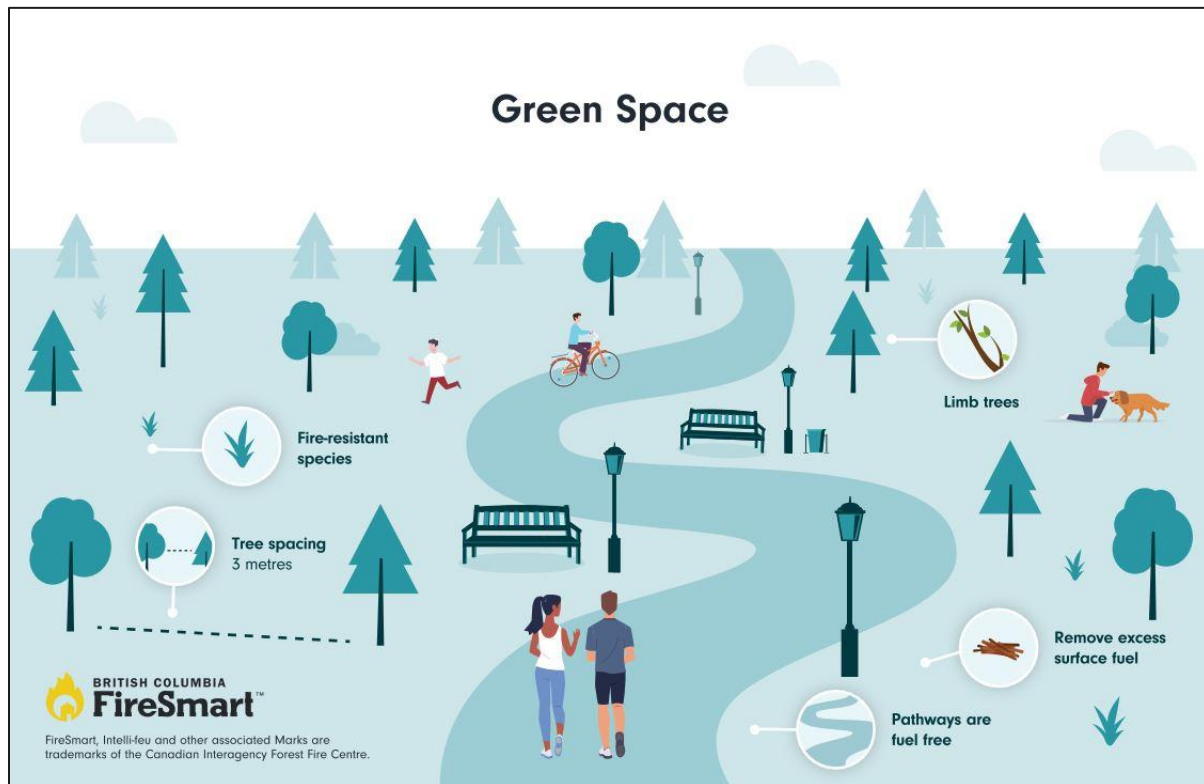 Green Space
Limb trees
Fire-resistant
species
Tree spacing
3 metres
Remove excess
surface fuel
Pathways are
fuel free
BRITISH COLUMBIA
FireSmart™
FireSmart, Intelli-feu and other associated Marks are
trademarks of the Canadian Interagency Forest Fire Centre.